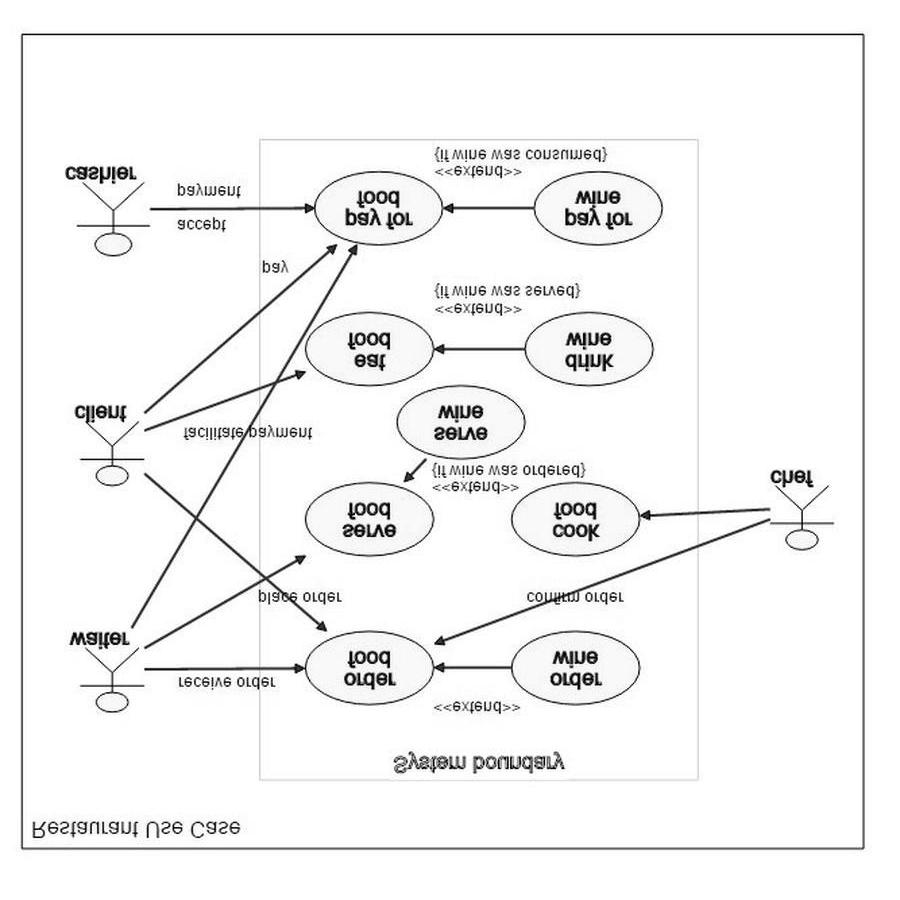 Restaurant Use Case
System boundary
<<extend>>
receive order
order
food
order
wine
waiter
place order
confirm order
serve
food
cook
food
<<extend>>
{if wine was ordered}
chef
serve
wine
facilitate payment
client
eat
food
drink
wine
<<extend>>
{if wine was served}
pay
accept
payment
pay for
food
pay for
wine
cashier
<<extend>>
{if wine was consumed}